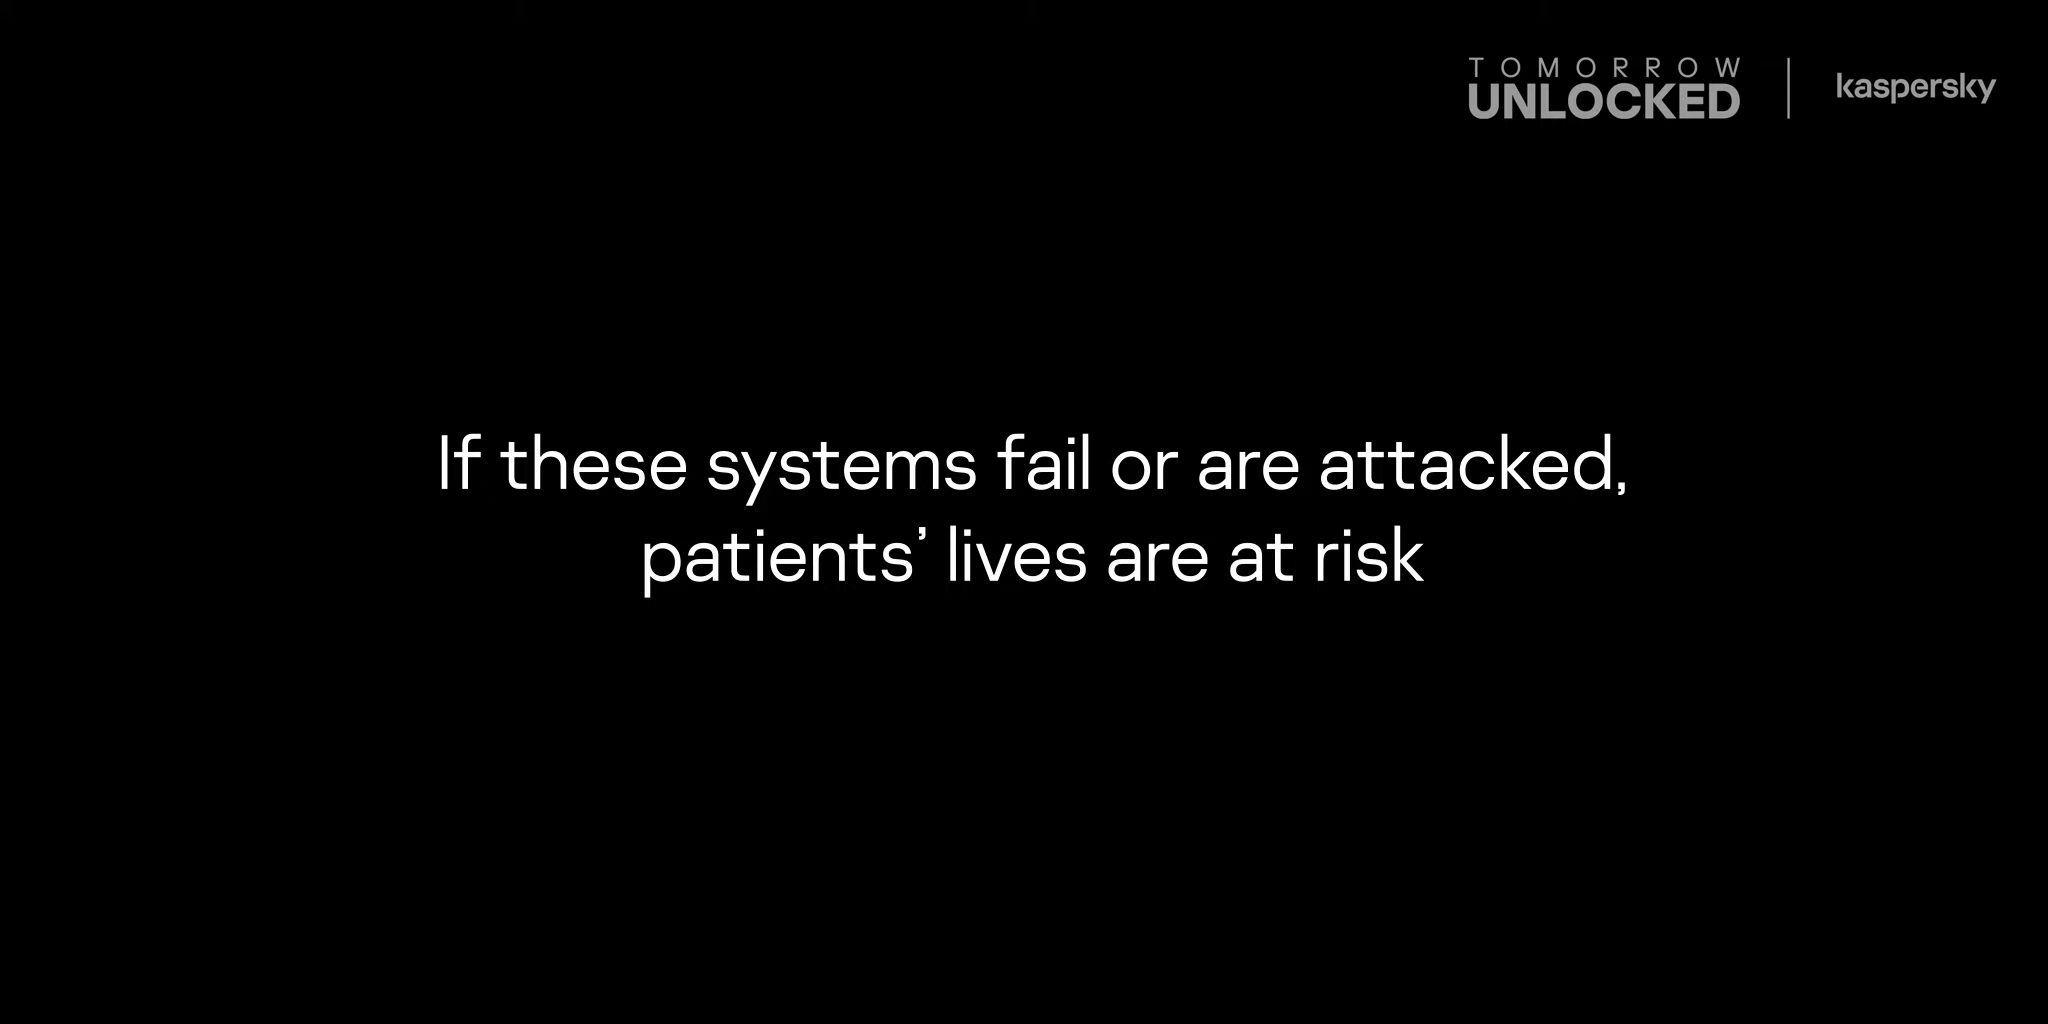 TOMORROW
UNLOCKED
kaspersky
If these systems fail or are attacked,
patients’ lives are at risk